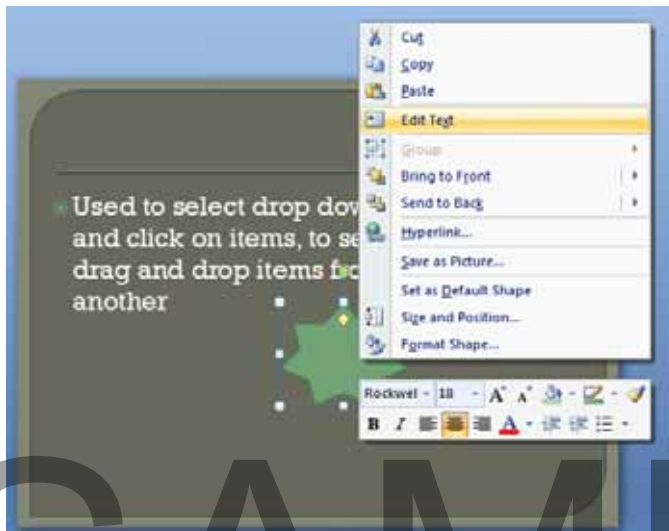 Cut
Copy
Paste
Edit Text
Group
Bring to Front
Send to Back
Hyperlink...
Save as Picture...
Set as Default Shape
Size and Position...
Format Shape...
Used to select drop dow
and click on items, to se
drag and drop items fro
another
Rockwel 18 A A
B I A
CAM